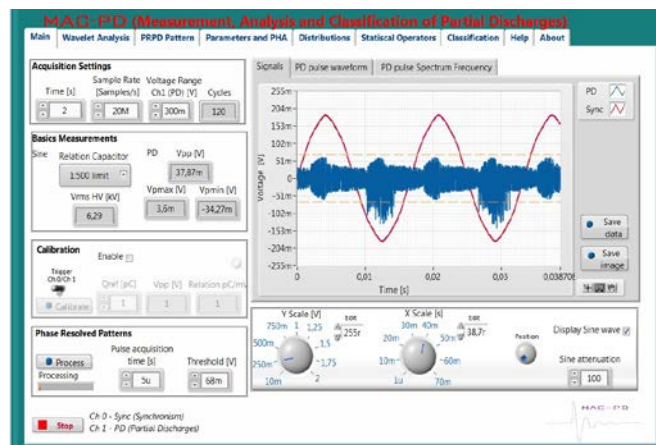 MAC-PD (Measurement, Analysis and Classification of Partial Discharges)
Main Wavelet Analysis PRPD Pattern Parameters and PHA Distributions Statiscal Operators Classification Help About
Acquisition Settings
Time [s] Sample Rate [Samples/s] Voltage Range Ch1 (PD) [V] Cycles
2 20M 300m 120
Basics Measurements
Sine Relation Capacitor PD Vpp [V]
1:500 limit 37,87m
Vrms HV [kV] Vpmax [V] Vpmin [V]
6,29 3,6m -34,27m
Calibration
Enable
Trigger
Ch0/Ch1
Qref [pC] Vpp [V] Relation pC/mV
Calibrate 1 1 1
Phase Resolved Patterns
Process
Processing
Pulse acquisition time [s] Threshold [V]
5u 68m
Stop
Ch 0 - Sync (Synchronism)
Ch 1 - PD (Partial Discharges)
Signals PD pulse waveform PD pulse Spectrum Frequency
255m
203m
153m
102m
51m
0
-51m
-102m
-153m
-204m
-255m
Voltage [V]
0 0,01 0,02 0,03 0,038706
Time [s]
PD
Sync
Save data
Save image
Y Scale [V]
750m 1 1,25
500m 1,5
250m 1,75
10m 2
255r
X Scale [s]
30m 40m
20m
10m 60m
1u 70m
38,7r
Position
Display Sine wave
Sine attenuation
100
MAC-PD